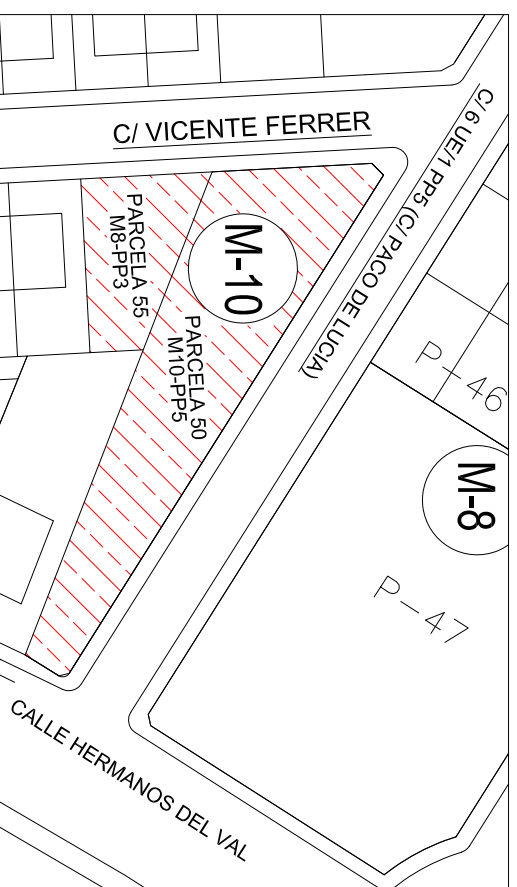 C/ VICENTE FERRER
C/ 6 UE/1 PP5 (C/ PACO DE LUCIA)
PARCELA 55
M8-PP3
M-10
PARCELA 50
M10-PP5
P-46
M-8
P-47
CALLE HERMANOS DEL VAL